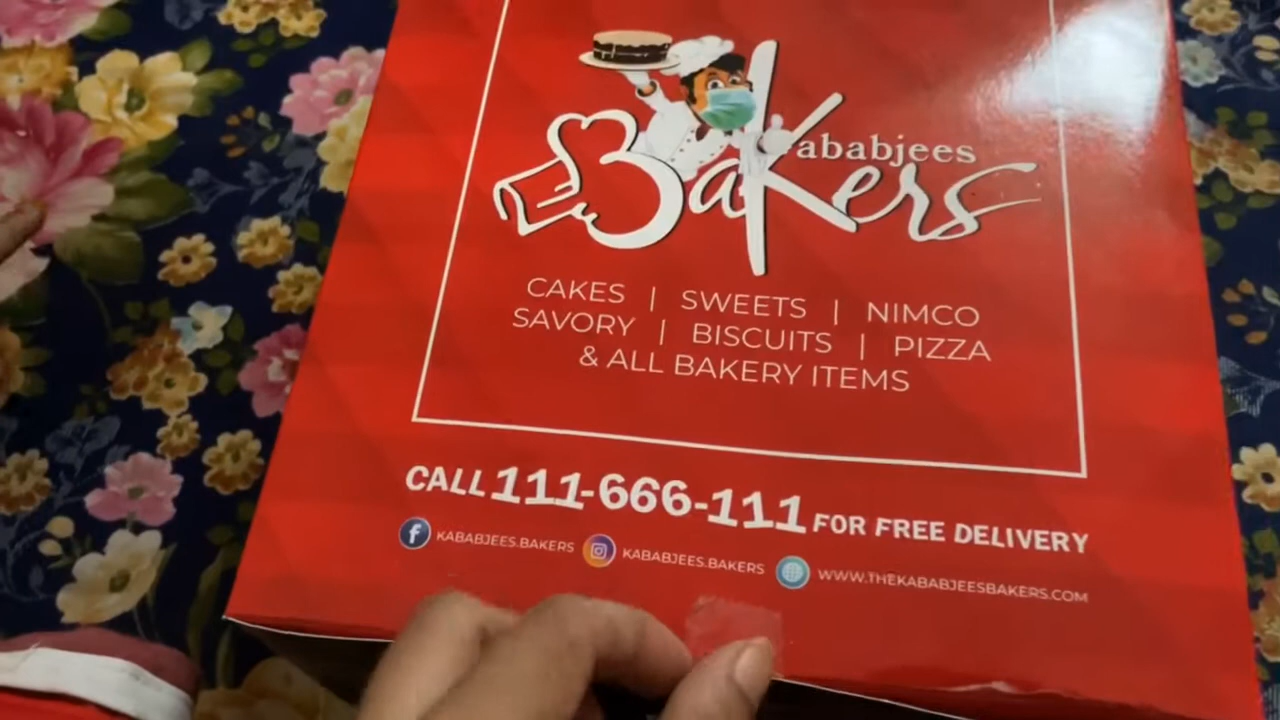 Kababjees
Bakers
CAKES | SWEETS | NIMCO
SAVORY | BISCUITS | PIZZA
& ALL BAKERY ITEMS
CALL 111-666-111 FOR FREE DELIVERY
KABABJEES.BAKERS KABABJEES.BAKERS WWW.THEKABABJEESBAKERS.COM